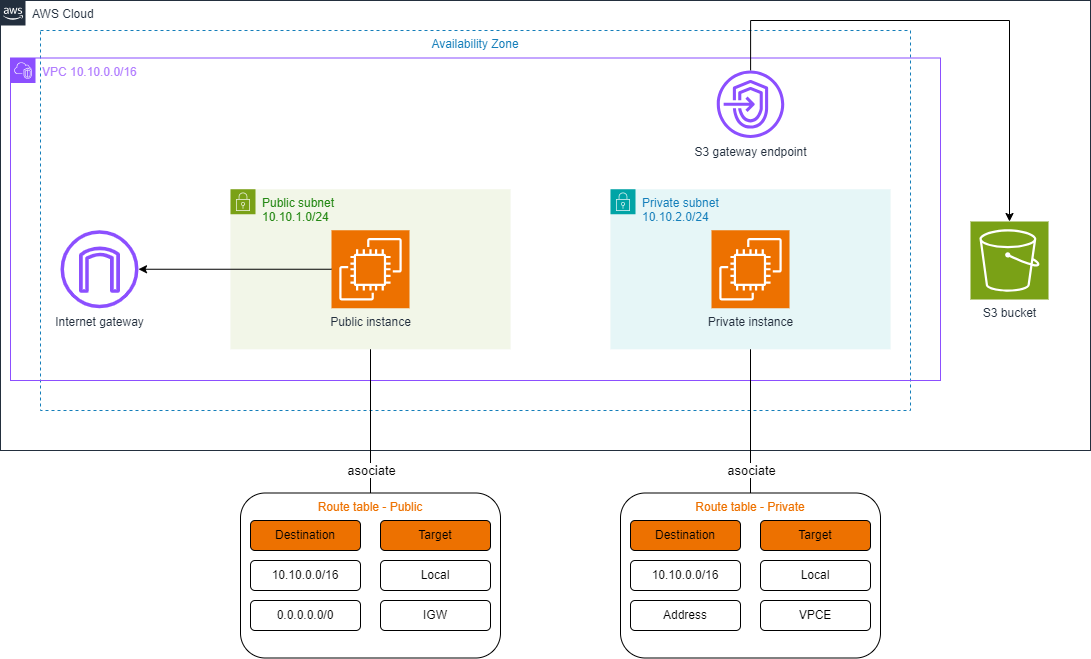 aws
AWS Cloud
Availability Zone
VPC 10.10.0.0/16
S3 gateway endpoint
Public subnet
10.10.1.0/24
Private subnet
10.10.2.0/24
Internet gateway
Public instance
Private instance
S3 bucket
asociate
asociate
Route table - Public
Destination
Target
10.10.0.0/16
Local
0.0.0.0.0/0
IGW
Route table - Private
Destination
Target
10.10.0.0/16
Local
Address
VPCE